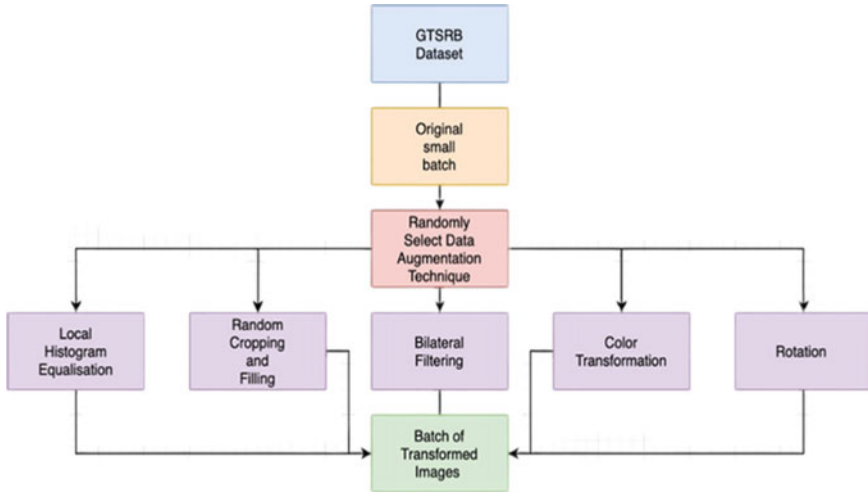 GTSRB
Dataset
Original
small
batch
Randomly
Select Data
Augmentation
Technique
Local
Histogram
Equalisation
Random
Cropping
and
Filling
Bilateral
Filtering
Color
Transformation
Rotation
Batch of
Transformed
Images